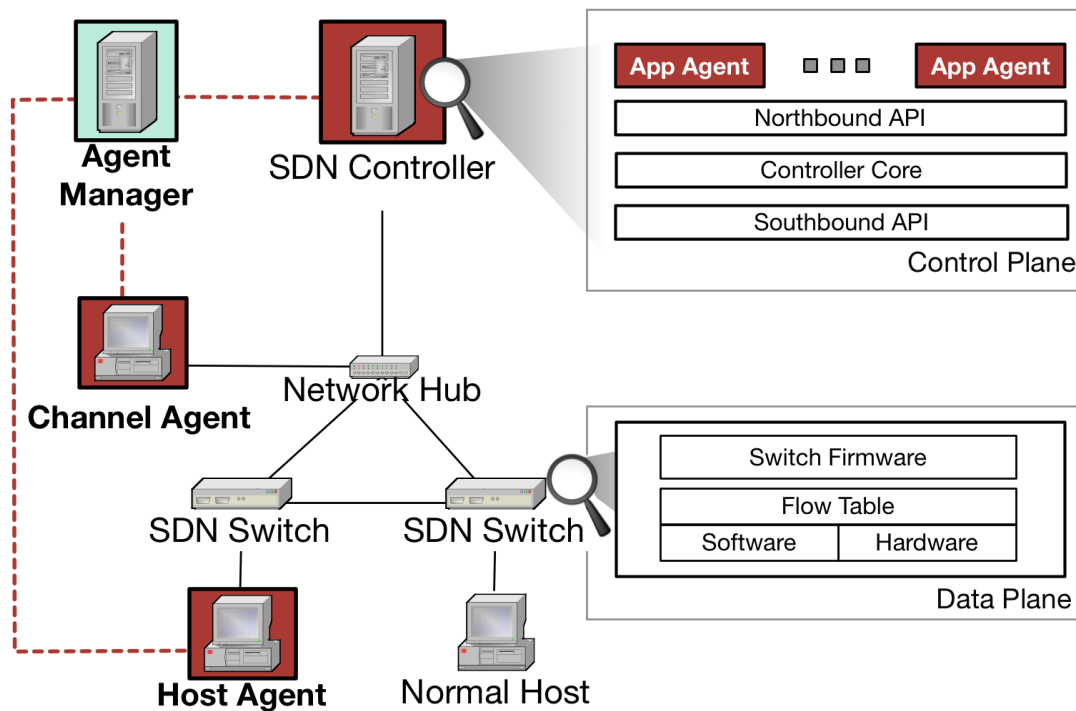 App Agent
App Agent
Northbound API
Controller Core
Southbound API
Control Plane
Agent
Manager
SDN Controller
Channel Agent
Network Hub
SDN Switch
SDN Switch
Switch Firmware
Flow Table
Software
Hardware
Data Plane
Host Agent
Normal Host